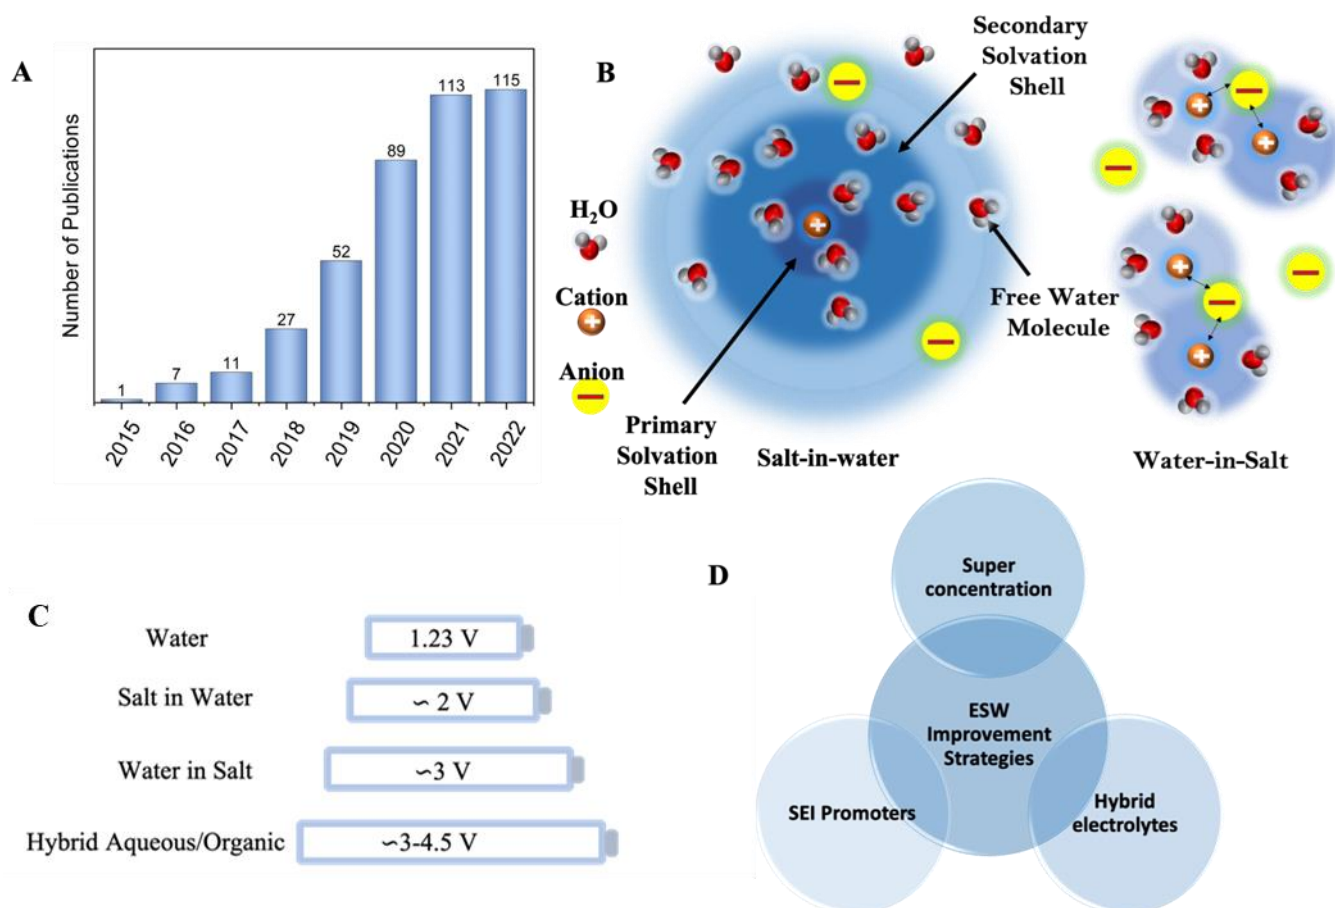 A
Number of Publications
1
7
11
27
52
89
113
115
2015
2016
2017
2018
2019
2020
2021
2022
B
H₂O
Cation
+
Anion
−
Secondary
Solvation
Shell
Free Water
Molecule
Primary
Solvation
Shell
Salt-in-water
Water-in-Salt
C
Water
1.23 V
Salt in Water
~ 2 V
Water in Salt
~3 V
Hybrid Aqueous/Organic
~3-4.5 V
D
Super
concentration
ESW
Improvement
Strategies
SEI Promoters
Hybrid
electrolytes